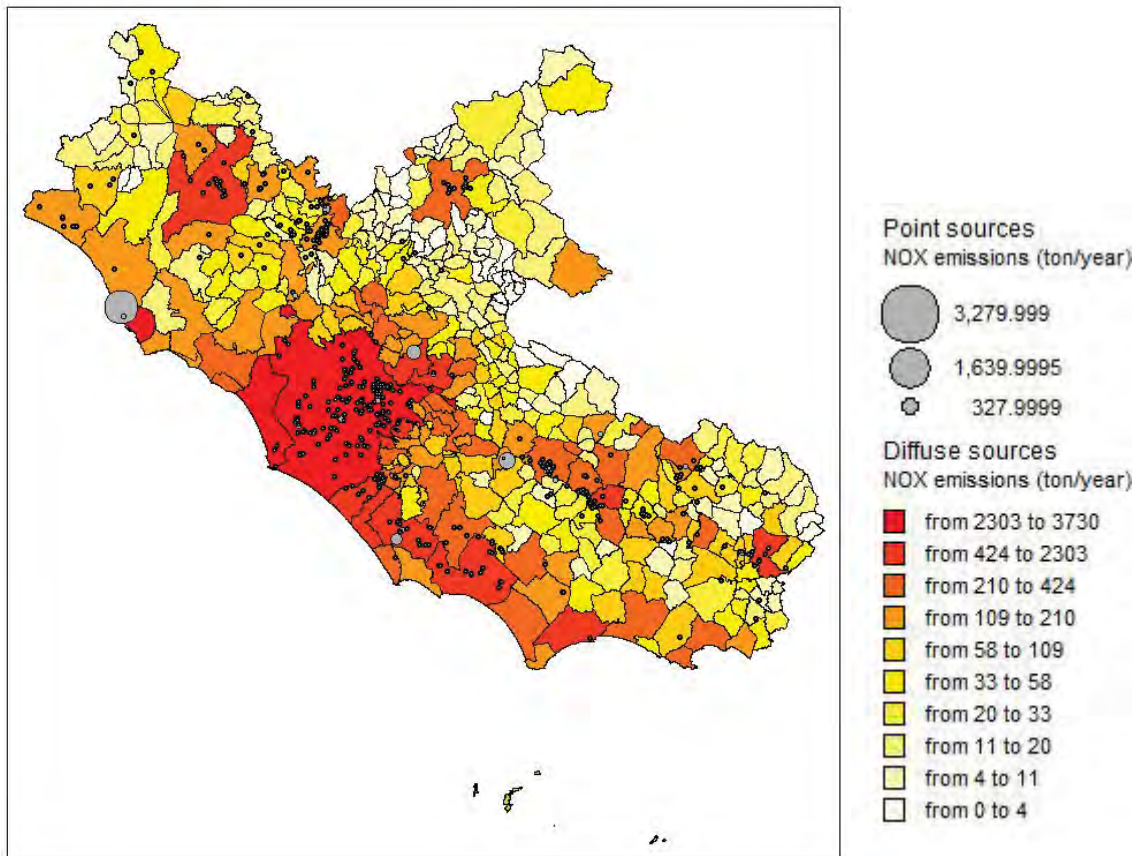 Point sources
NOX emissions (ton/year)
3,279.999
1,639.9995
327.9999
Diffuse sources
NOX emissions (ton/year)
from 2303 to 3730
from 424 to 2303
from 210 to 424
from 109 to 210
from 58 to 109
from 33 to 58
from 20 to 33
from 11 to 20
from 4 to 11
from 0 to 4